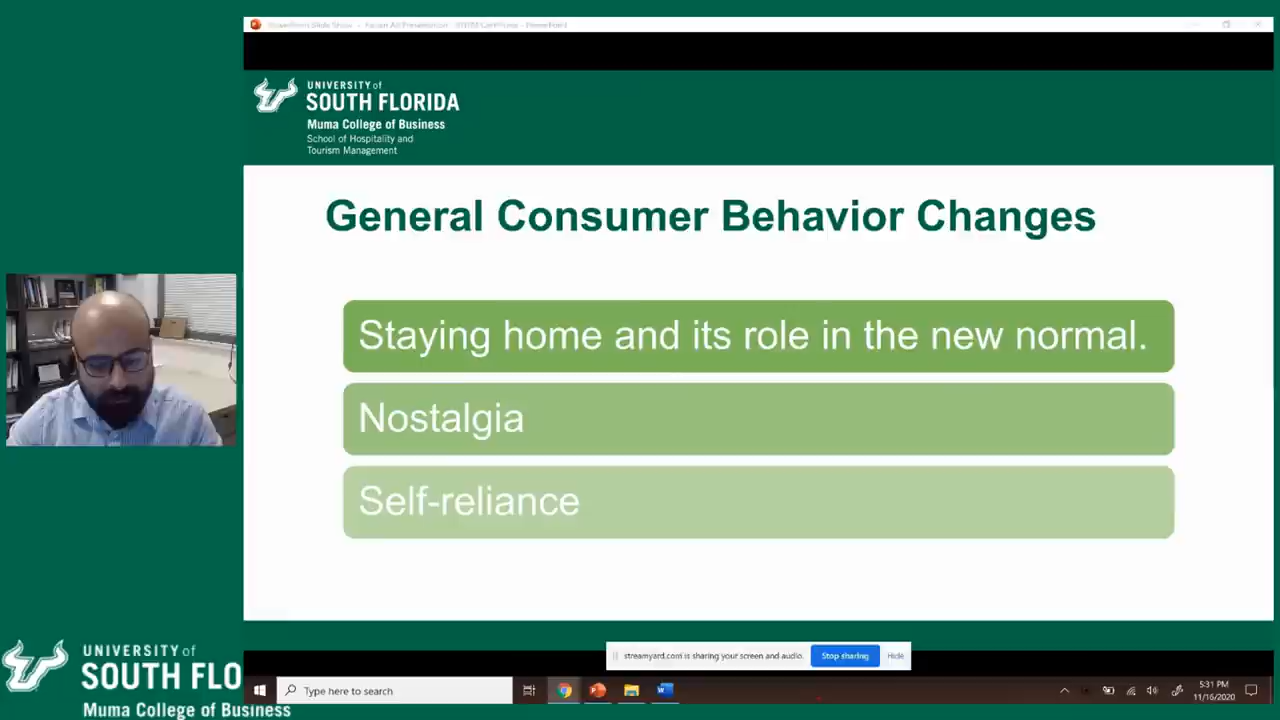 UNIVERSITY of
SOUTH FLORIDA
Muma College of Business
School of Hospitality and
Tourism Management
General Consumer Behavior Changes
Staying home and its role in the new normal.
Nostalgia
Self-reliance
streamyard.com is sharing your screen and audio.
Stop sharing
Hide
UNIVERSITY of
SOUTH FLO
Muma College of Business
Type here to search
5:31 PM
11/16/2020